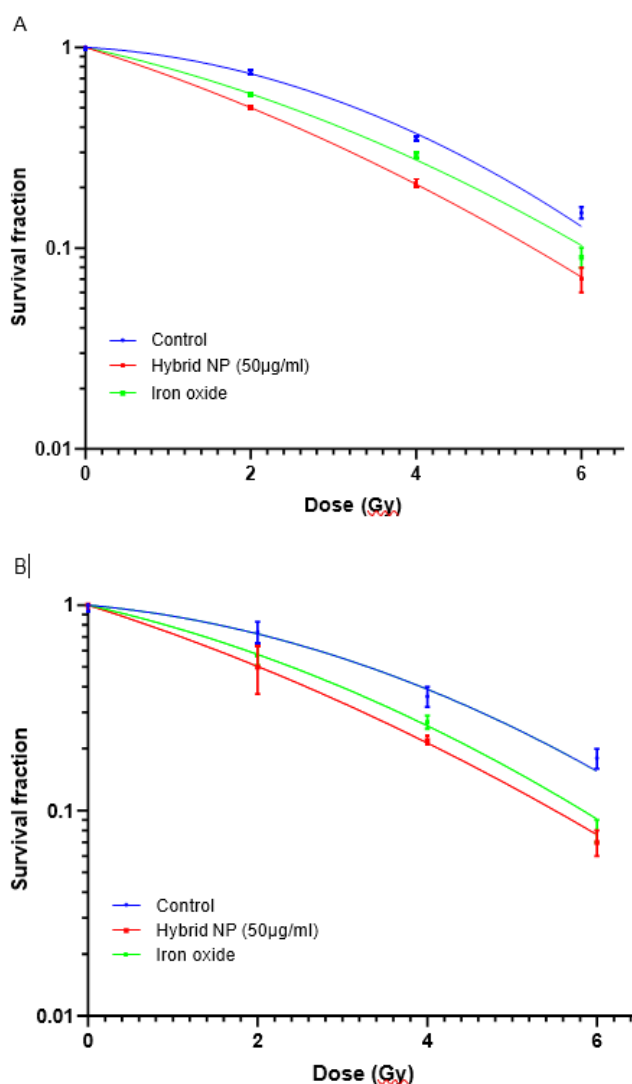 A
1
0.1
0.01
Survival fraction
Control
Hybrid NP (50µg/ml)
Iron oxide
0 2 4 6
Dose (Gy)
B
1
0.1
0.01
Survival fraction
Control
Hybrid NP (50µg/ml)
Iron oxide
0 2 4 6
Dose (Gy)